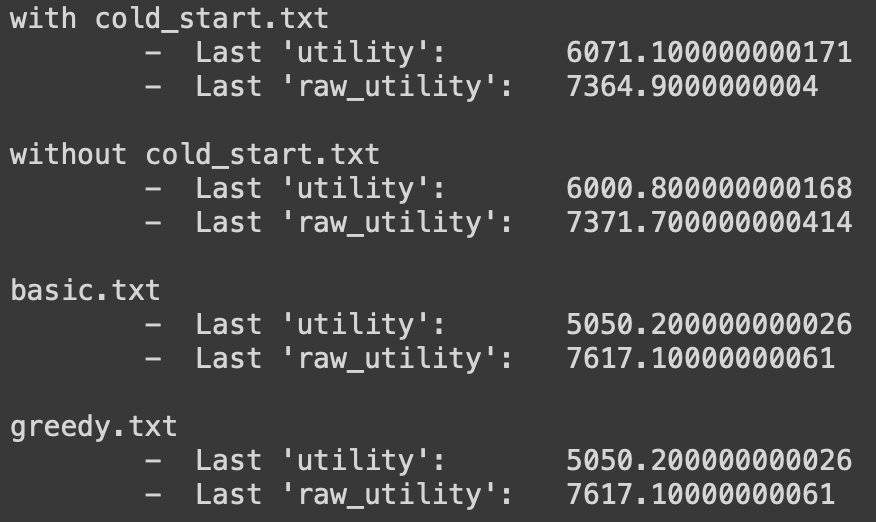 with cold_start.txt
- Last 'utility': 6071.100000000171
- Last 'raw_utility': 7364.9000000004
without cold_start.txt
- Last 'utility': 6000.800000000168
- Last 'raw_utility': 7371.700000000414
basic.txt
- Last 'utility': 5050.200000000026
- Last 'raw_utility': 7617.10000000061
greedy.txt
- Last 'utility': 5050.200000000026
- Last 'raw_utility': 7617.10000000061